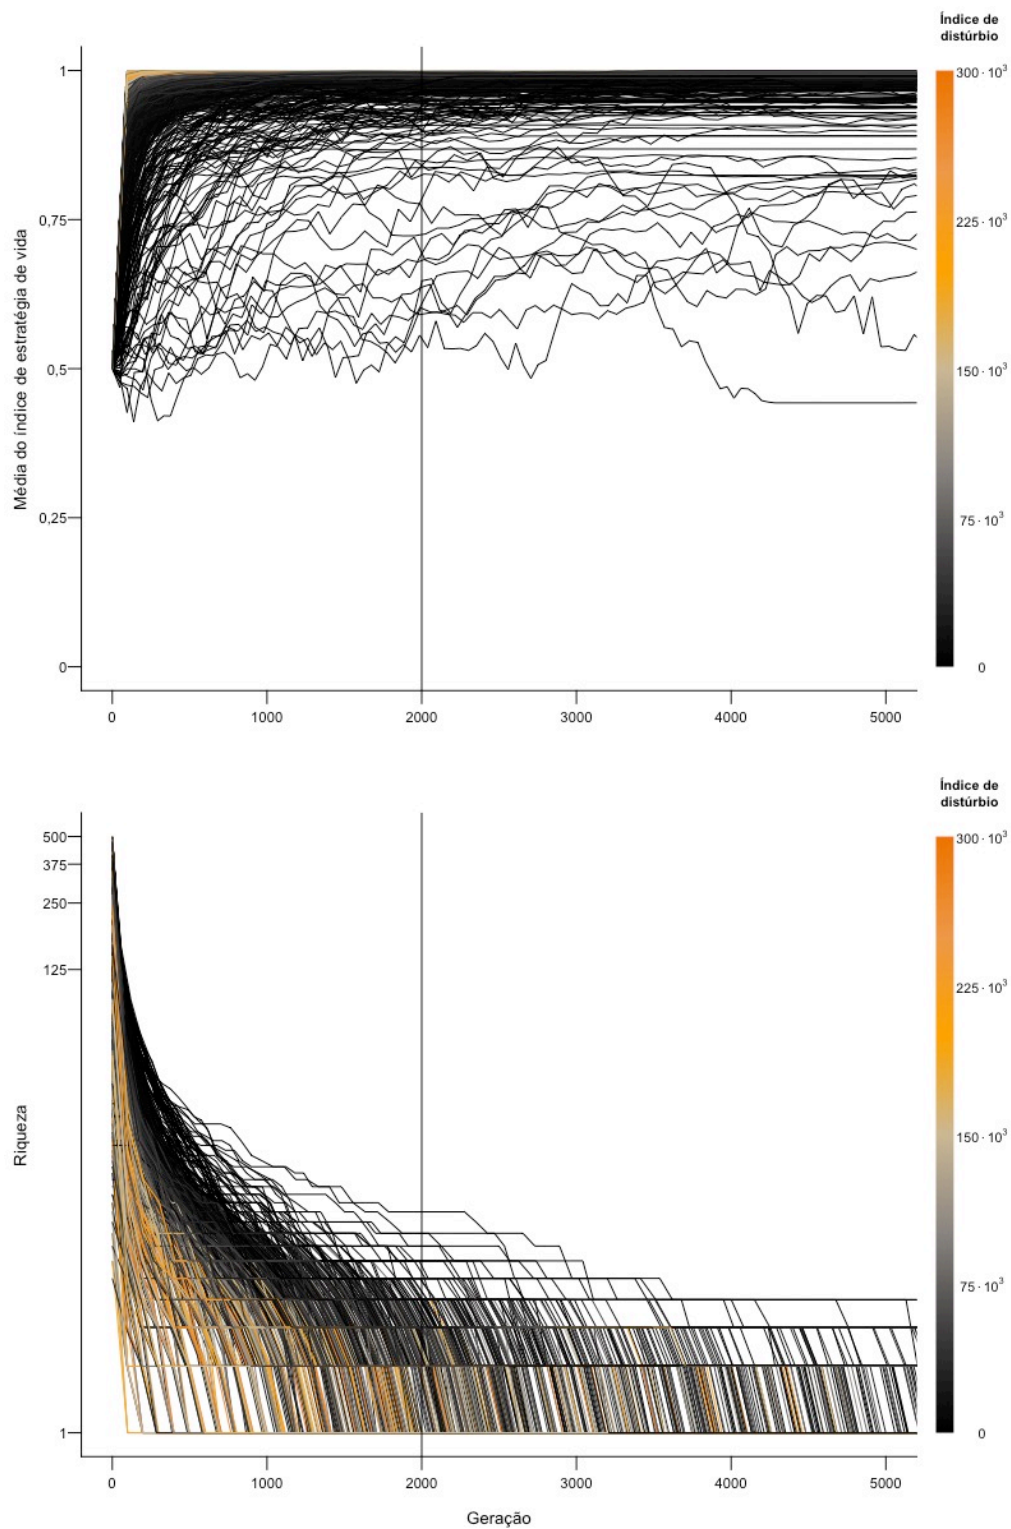 Índice de
distúrbio
1
0,75
0,5
0,25
0
Média do índice de estratégia de vida
300 · 10³
225 · 10³
150 · 10³
75 · 10³
0
0 1000 2000 3000 4000 5000
Índice de
distúrbio
500
375
250
125
1
Riqueza
300 · 10³
225 · 10³
150 · 10³
75 · 10³
0
0 1000 2000 3000 4000 5000
Geração